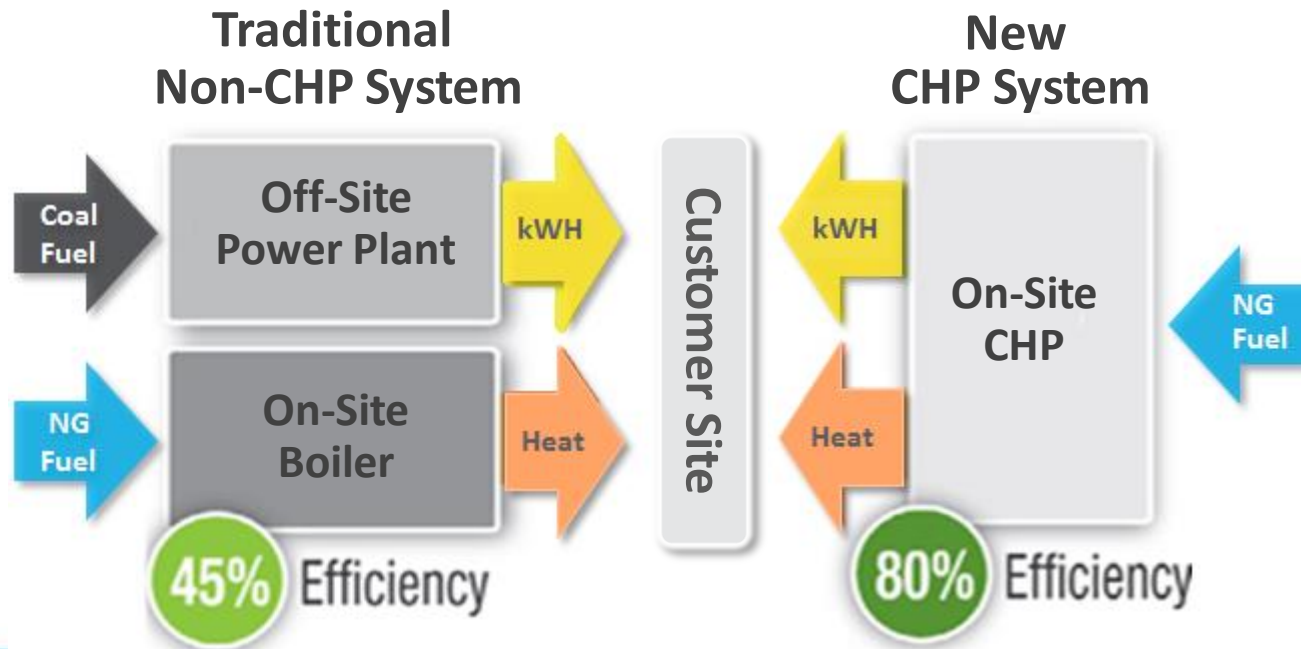 Traditional
Non-CHP System
New
CHP System
Coal
Fuel
Off-Site
Power Plant
kWH
NG
Fuel
On-Site
Boiler
Heat
45% Efficiency
Customer Site
kWH
Heat
On-Site
CHP
NG
Fuel
80% Efficiency